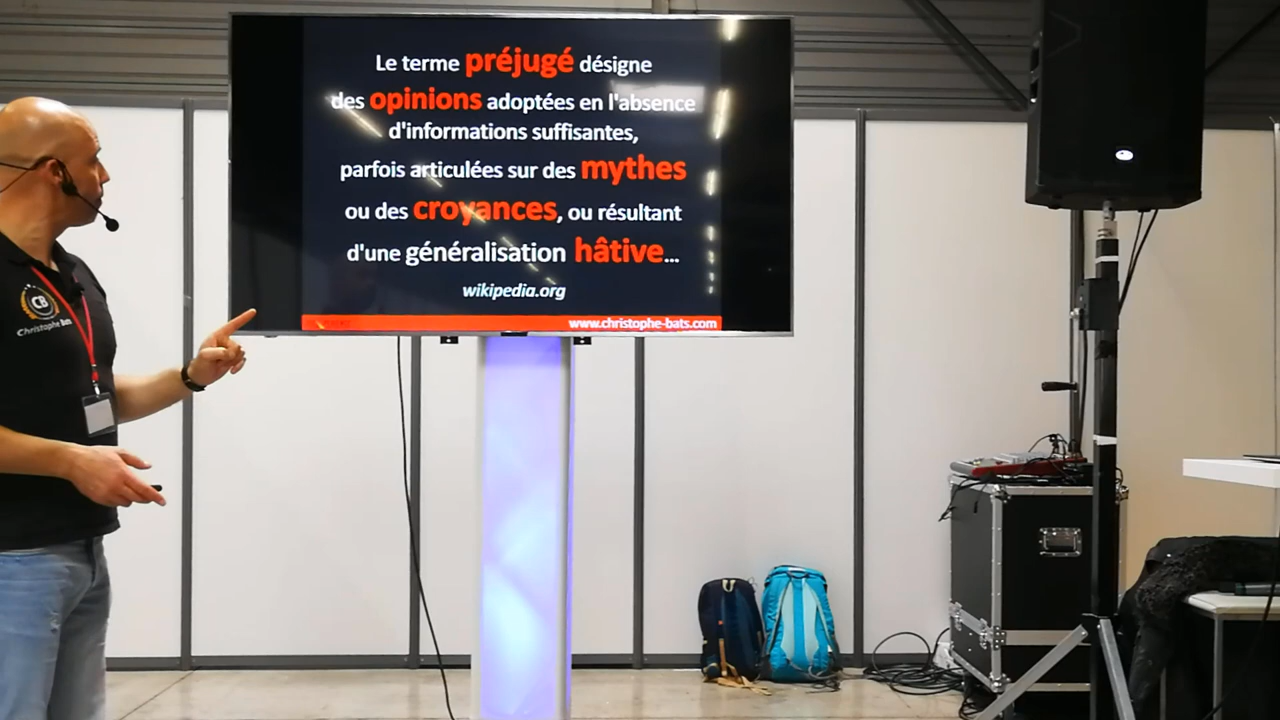 Le terme préjugé désigne
des opinions adoptées en l'absence
d'informations suffisantes,
parfois articulées sur des mythes
ou des croyances, ou résultant
d'une généralisation hâtive...
wikipedia.org
www.christophe-bats.com
CB
Christophe Bats